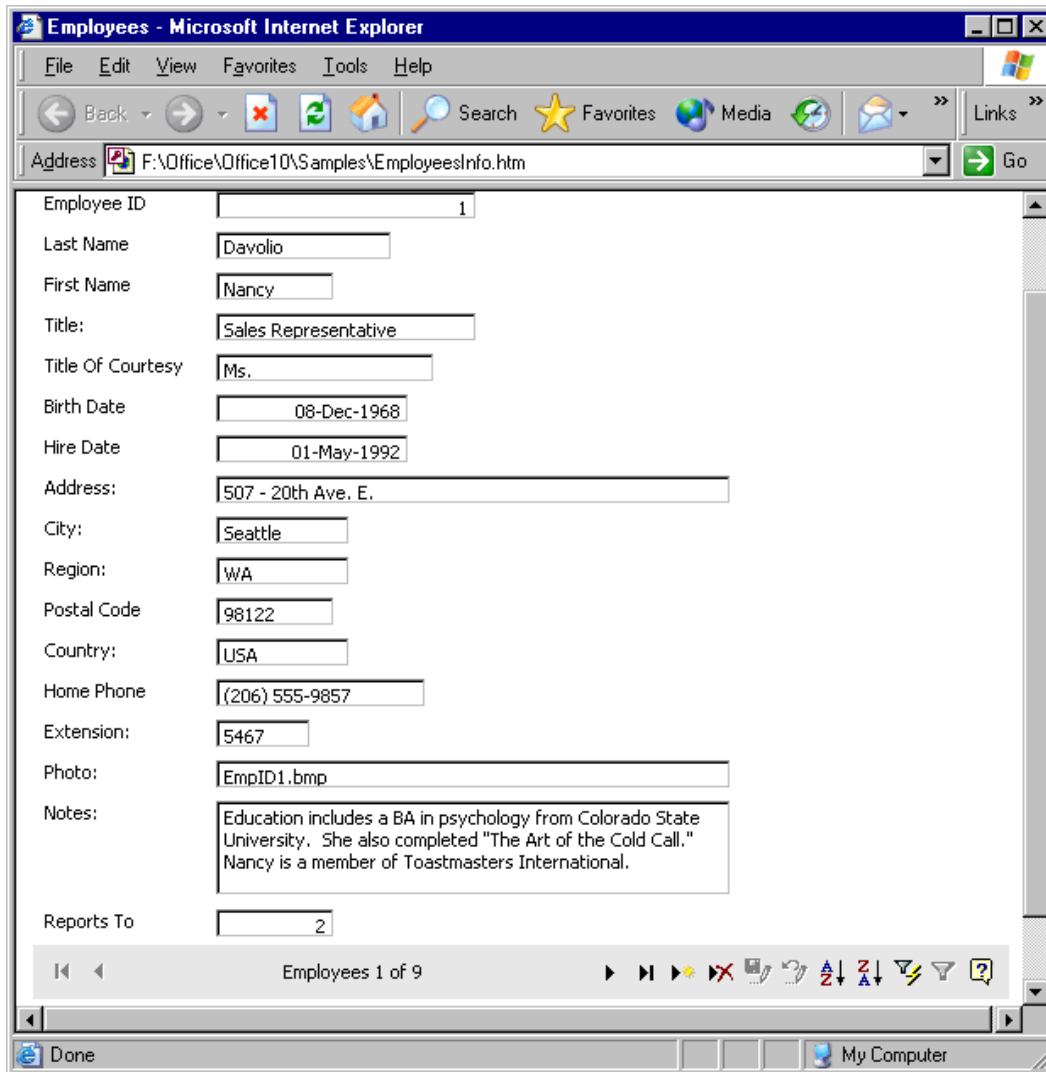 Employees - Microsoft Internet Explorer
File Edit View Favorites Tools Help
Back Search Favorites Media » Links »
Address F:\Office\Office10\Samples\EmployeesInfo.htm Go
Employee ID 1
Last Name Davolio
First Name Nancy
Title: Sales Representative
Title Of Courtesy Ms.
Birth Date 08-Dec-1968
Hire Date 01-May-1992
Address: 507 - 20th Ave. E.
City: Seattle
Region: WA
Postal Code 98122
Country: USA
Home Phone (206) 555-9857
Extension: 5467
Photo: EmpID1.bmp
Notes: Education includes a BA in psychology from Colorado State
University.  She also completed "The Art of the Cold Call."
Nancy is a member of Toastmasters International.
Reports To 2
Employees 1 of 9
Done My Computer